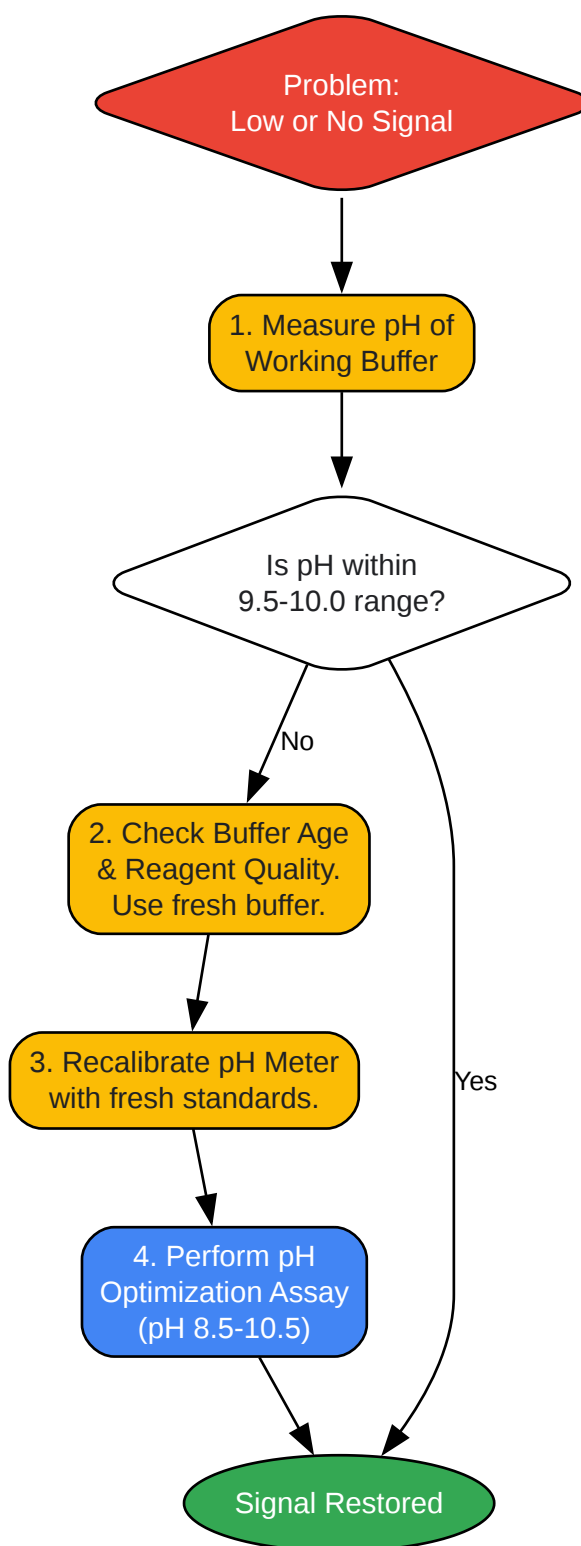 Problem:
Low or No Signal
1. Measure pH of
Working Buffer
Is pH within
9.5-10.0 range?
No
2. Check Buffer Age
& Reagent Quality.
Use fresh buffer.
3. Recalibrate pH Meter
with fresh standards.
Yes
4. Perform pH
Optimization Assay
(pH 8.5-10.5)
Signal Restored